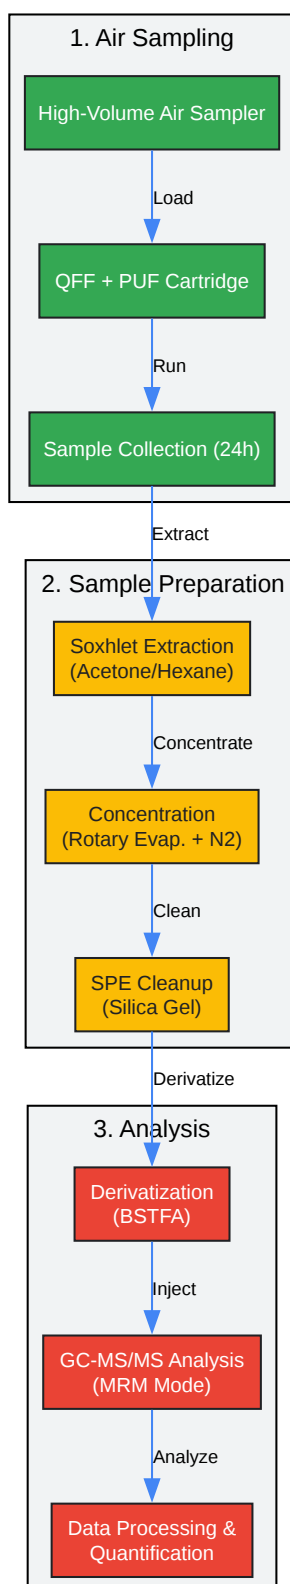 1. Air Sampling
High-Volume Air Sampler
Load
QFF + PUF Cartridge
Run
Sample Collection (24h)
Extract
2. Sample Preparation
Soxhlet Extraction
(Acetone/Hexane)
Concentrate
Concentration
(Rotary Evap. + N2)
Clean
SPE Cleanup
(Silica Gel)
Derivatize
3. Analysis
Derivatization
(BSTFA)
Inject
GC-MS/MS Analysis
(MRM Mode)
Analyze
Data Processing &
Quantification